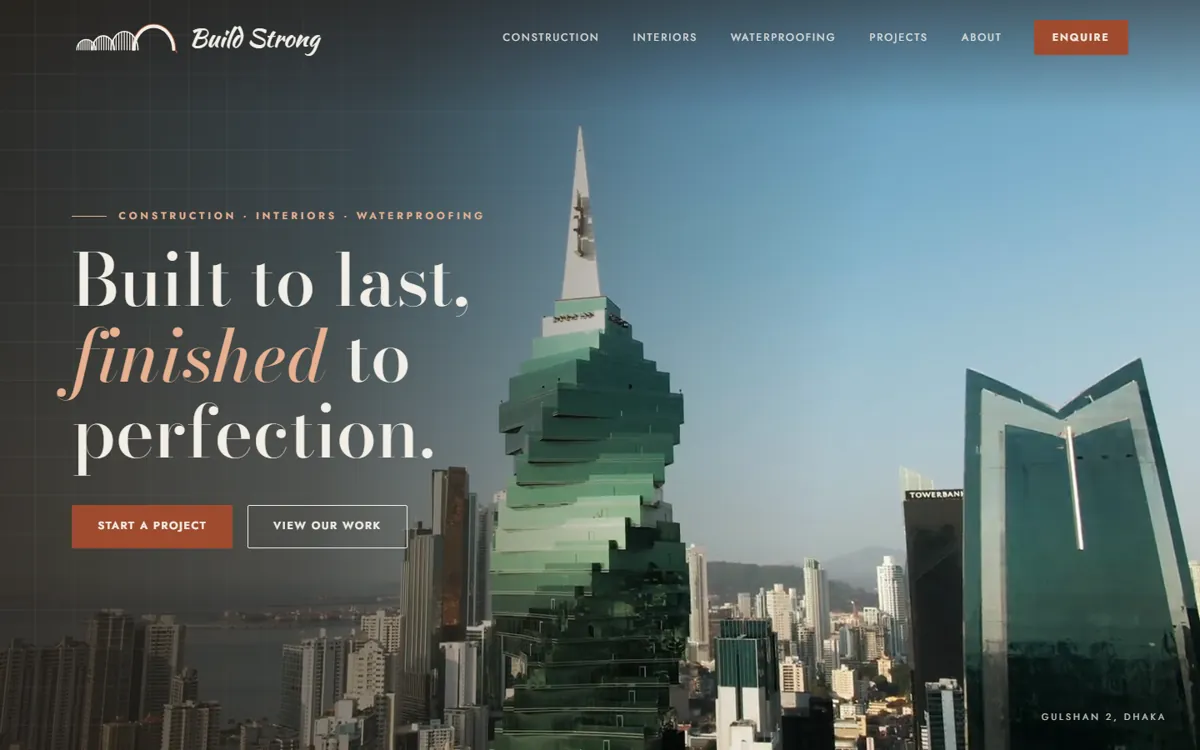 Build Strong
CONSTRUCTION
INTERIORS
WATERPROOFING
PROJECTS
ABOUT
ENQUIRE
CONSTRUCTION · INTERIORS · WATERPROOFING
Built to last,
finished to
perfection.
START A PROJECT
VIEW OUR WORK
TOWERBANK
GULSHAN 2, DHAKA